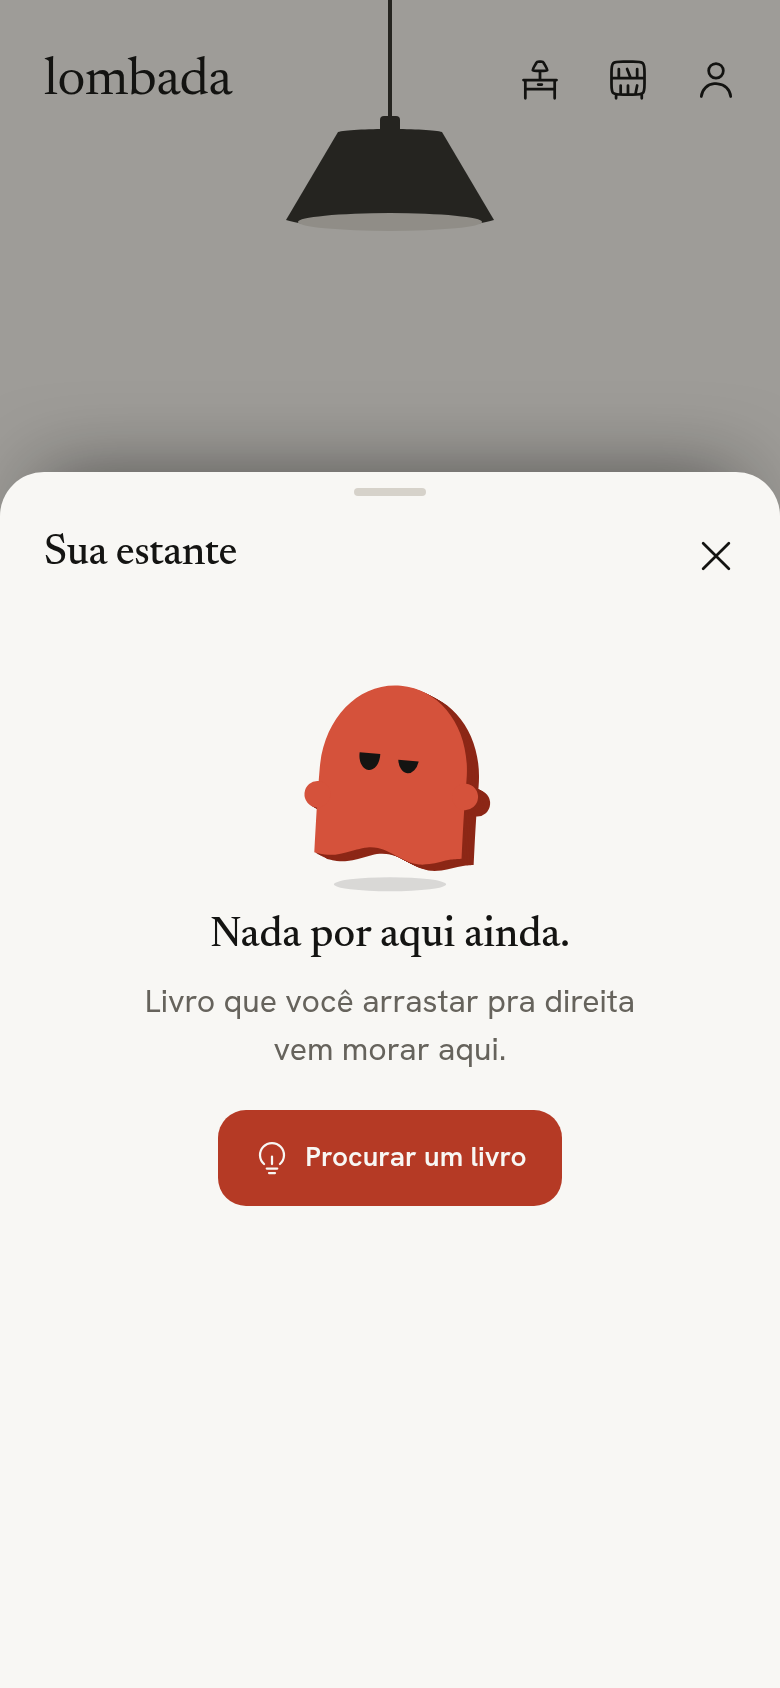 lombada
Sua estante
Nada por aqui ainda.
Livro que você arrastar pra direita
vem morar aqui.
Procurar um livro